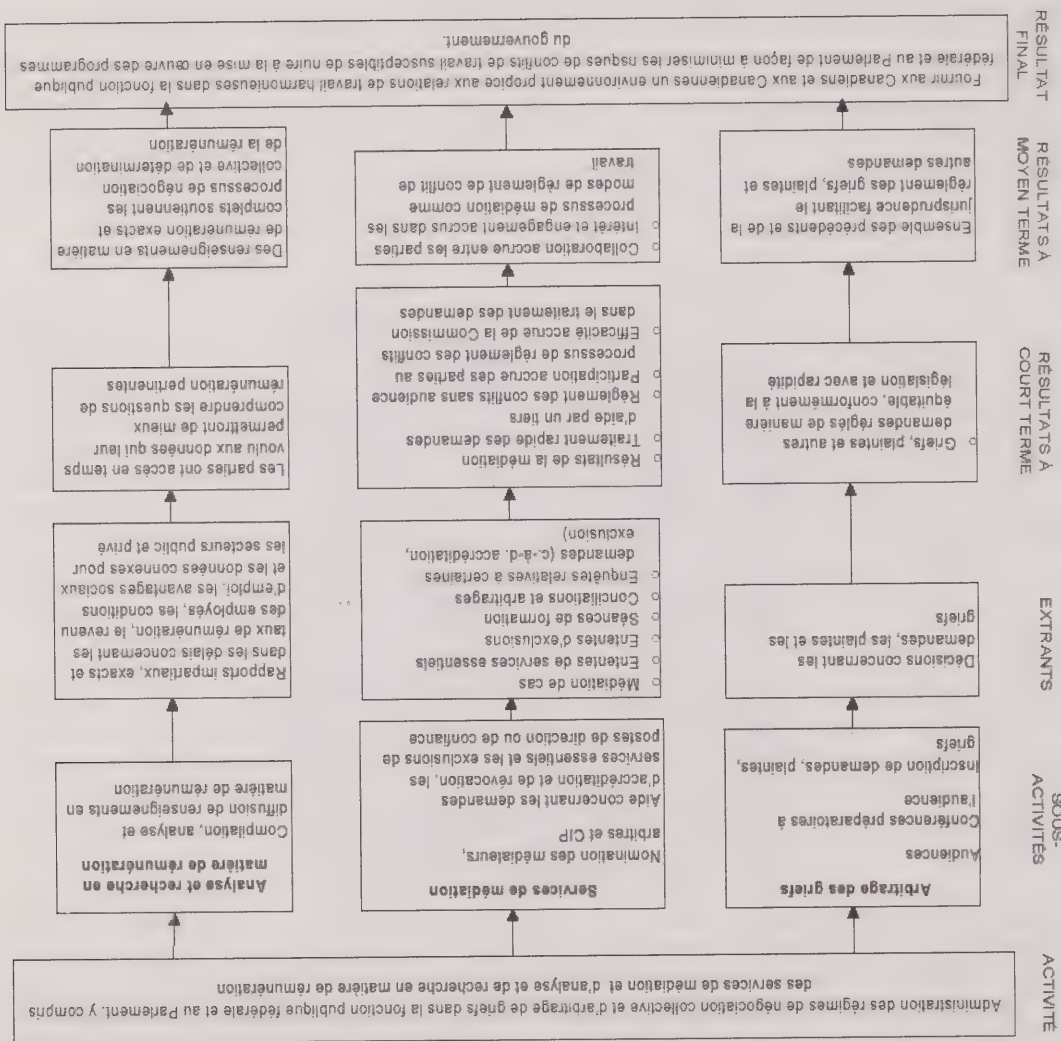 ACTIVITÉ
Administration des régimes de négociation collective et d'arbitrage de griefs dans la fonction publique fédérale et au Parlement, y compris
des services de médiation et d'analyse et de recherche en matière de rémunération
SOUS-
ACTIVITÉS
Arbitrage des griefs
Audiences
Conférences préparatoires à
l'audience
Inscription de demandes, plaintes,
griefs
Services de médiation
Nomination des médiateurs,
arbitres et CIP
Aide concernant les demandes
d'accréditation et de révocation, les
services essentiels et les exclusions de
postes de direction ou de confiance
Analyse et recherche en
matière de rémunération
Compilation, analyse et
diffusion de renseignements en
matière de rémunération
EXTRANTS
Décisions concernant les
demandes, les plaintes et les
griefs
○ Médiation de cas
○ Ententes de services essentiels
○ Ententes d'exclusions
○ Séances de formation
○ Conciliations et arbitrages
○ Enquêtes relatives à certaines
demandes (c.-à-d. accréditation,
exclusion)
Rapports impartiaux, exacts et
dans les délais concernant les
taux de rémunération, le revenu
des employés, les conditions
d'emploi, les avantages sociaux
et les données connexes pour
les secteurs public et privé
RÉSULTATS À
COURT TERME
○ Griefs, plaintes et autres
demandes réglés de manière
équitable, conformément à la
législation et avec rapidité
○ Résultats de la médiation
○ Traitement rapide des demandes
d'aide par un tiers
○ Règlement des conflits sans audience
○ Participation accrue des parties au
processus de règlement des conflits
○ Efficacité accrue de la Commission
dans le traitement des demandes
Les parties ont accès en temps
voulu aux données qui leur
permettront de mieux
comprendre les questions de
rémunération pertinentes
RÉSULTATS À
MOYEN TERME
Ensemble des précédents et de la
jurisprudence facilitant le
règlement des griefs, plaintes et
autres demandes
○ Collaboration accrue entre les parties
○ Intérêt et engagement accrus dans les
processus de médiation comme
modes de règlement de conflit de
travail
Des renseignements en matière
de rémunération exacts et
complets soutiennent les
processus de négociation
collective et de détermination
de la rémunération
RÉSULTAT
FINAL
Fournir aux Canadiens et aux Canadiennes un environnement propice aux relations de travail harmonieuses dans la fonction publique
fédérale et au Parlement de façon à minimiser les risques de conflits de travail susceptibles de nuire à la mise en œuvre des programmes
du gouvernement.